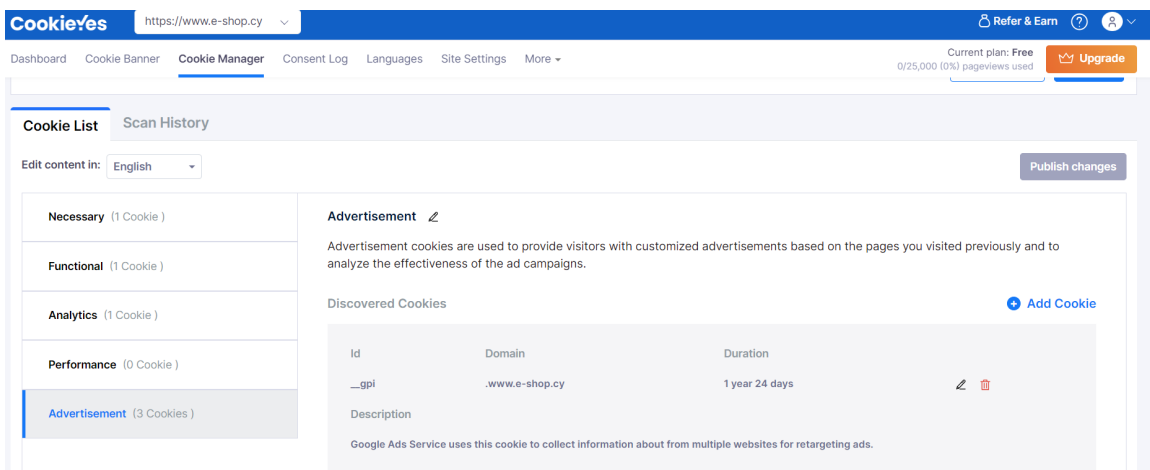 CookieYes https://www.e-shop.cy Refer & Earn
Dashboard Cookie Banner Cookie Manager Consent Log Languages Site Settings More
Current plan: Free
0/25,000 (0%) pageviews used
Upgrade
Cookie List Scan History
Edit content in: English Publish changes
Necessary (1 Cookie )
Functional (1 Cookie )
Analytics (1 Cookie )
Performance (0 Cookie )
Advertisement (3 Cookies )
Advertisement
Advertisement cookies are used to provide visitors with customized advertisements based on the pages you visited previously and to
analyze the effectiveness of the ad campaigns.
Discovered Cookies Add Cookie
Id Domain Duration
__gpi .www.e-shop.cy 1 year 24 days
Description
Google Ads Service uses this cookie to collect information about from multiple websites for retargeting ads.